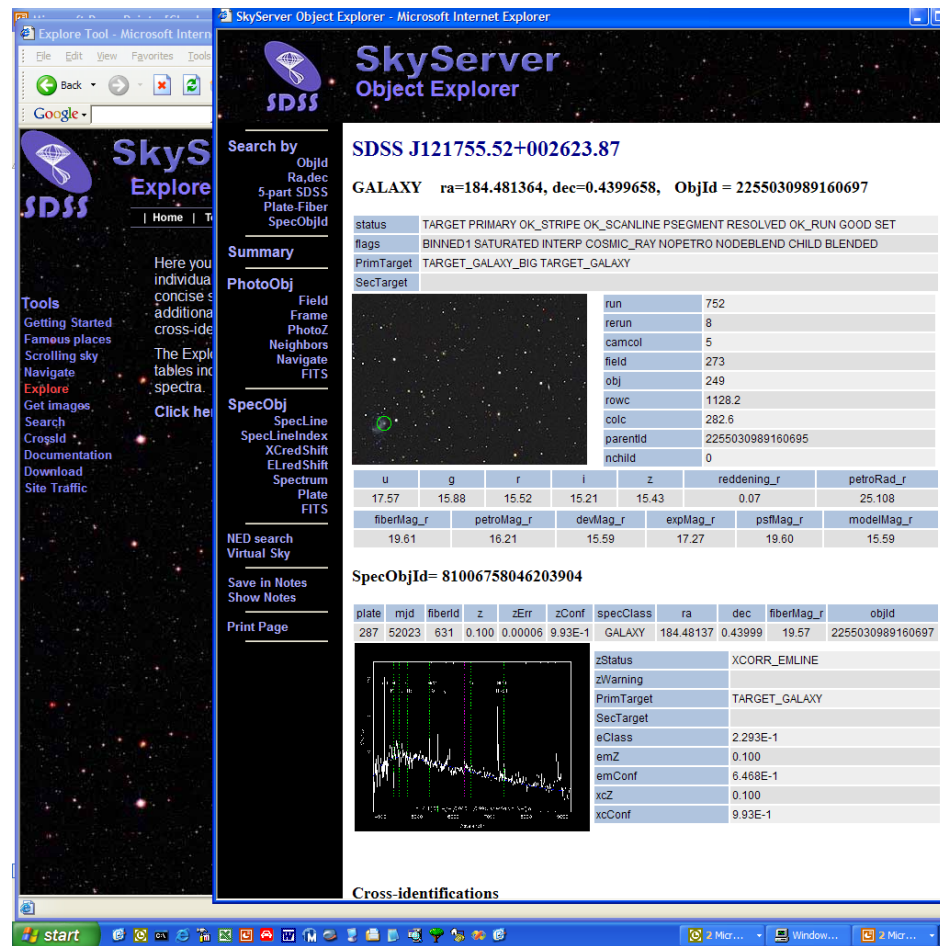 SkyServer Object Explorer - Microsoft Internet Explorer
Explore Tool - Microsoft Intern
File Edit View Favorites Tools
Back
Google
SDSS
SkyS
Explore
Home | T
Here you
individua
concise s
additiona
cross-ide
The Explo
tables inc
spectra.
Click her
Tools
Getting Started
Famous places
Scrolling sky
Navigate
Explore
Get images
Search
CrossId
Documentation
Download
Site Traffic
SDSS
SkyServer
Object Explorer
Search by
ObjId
Ra,dec
5-part SDSS
Plate-Fiber
SpecObjId
Summary
PhotoObj
Field
Frame
PhotoZ
Neighbors
Navigate
FITS
SpecObj
SpecLine
SpecLineIndex
XCredShift
ELredShift
Spectrum
Plate
FITS
NED search
Virtual Sky
Save in Notes
Show Notes
Print Page
SDSS J121755.52+002623.87
GALAXY ra=184.481364, dec=0.4399658, ObjId = 2255030989160697
status TARGET PRIMARY OK_STRIPE OK_SCANLINE PSEGMENT RESOLVED OK_RUN GOOD SET
flags BINNED1 SATURATED INTERP COSMIC_RAY NOPETRO NODEBLEND CHILD BLENDED
PrimTarget TARGET_GALAXY_BIG TARGET_GALAXY
SecTarget
run 752
rerun 8
camcol 5
field 273
obj 249
rowc 1128.2
colc 282.6
parentId 2255030989160695
nchild 0
u g r i z reddening_r petroRad_r
17.57 15.88 15.52 15.21 15.43 0.07 25.108
fiberMag_r petroMag_r devMag_r expMag_r psfMag_r modelMag_r
19.61 16.21 15.59 17.27 19.60 15.59
SpecObjId= 81006758046203904
plate mjd fiberId z zErr zConf specClass ra dec fiberMag_r objid
287 52023 631 0.100 0.00006 9.93E-1 GALAXY 184.48137 0.43999 19.57 2255030989160697
zStatus XCORR_EMLINE
zWarning
PrimTarget TARGET_GALAXY
SecTarget
eClass 2.293E-1
emZ 0.100
emConf 6.468E-1
xcZ 0.100
xcConf 9.93E-1
Cross-identifications
start
2 Micr...
Window...
2 Micr...